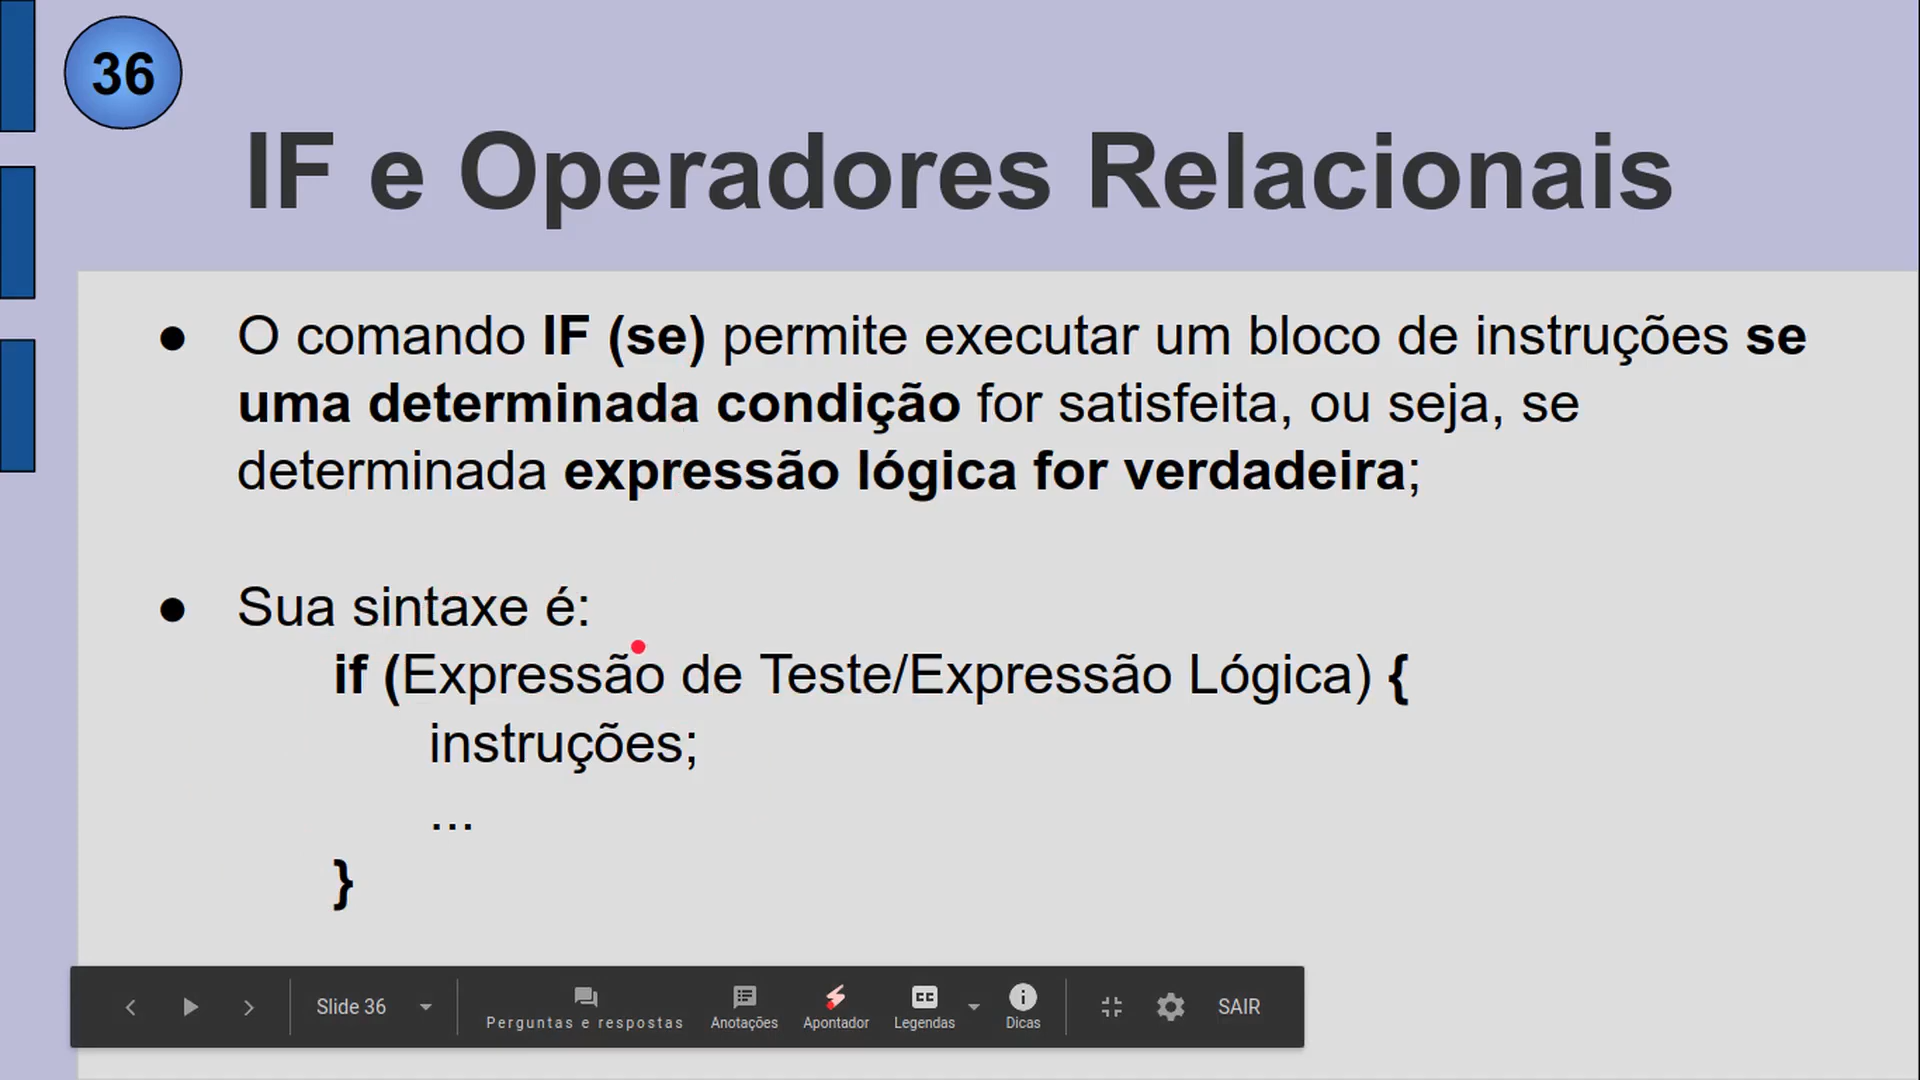 36
IF e Operadores Relacionais
● O comando IF (se) permite executar um bloco de instruções se
uma determinada condição for satisfeita, ou seja, se
determinada expressão lógica for verdadeira;
● Sua sintaxe é:
if (Expressão de Teste/Expressão Lógica) {
instruções;
...
}
Slide 36
Perguntas e respostas
Anotações
Apontador
Legendas
Dicas
SAIR